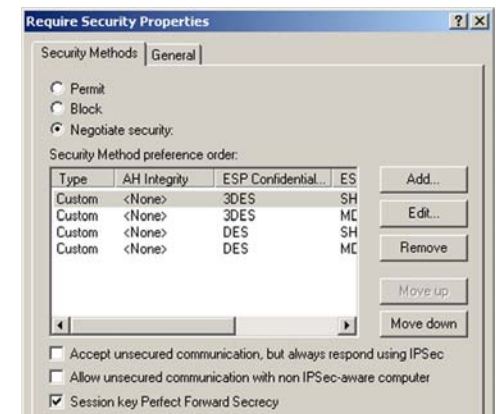 Require Security Properties
Security Methods General
Permit
Block
Negotiate security:
Security Method preference order:
Type AH Integrity ESP Confidential... ES
Custom <None> 3DES SH
Custom <None> 3DES MD
Custom <None> DES SH
Custom <None> DES MD
Add...
Edit...
Remove
Move up
Move down
Accept unsecured communication, but always respond using IPSec
Allow unsecured communication with non IPSec-aware computer
Session key Perfect Forward Secrecy